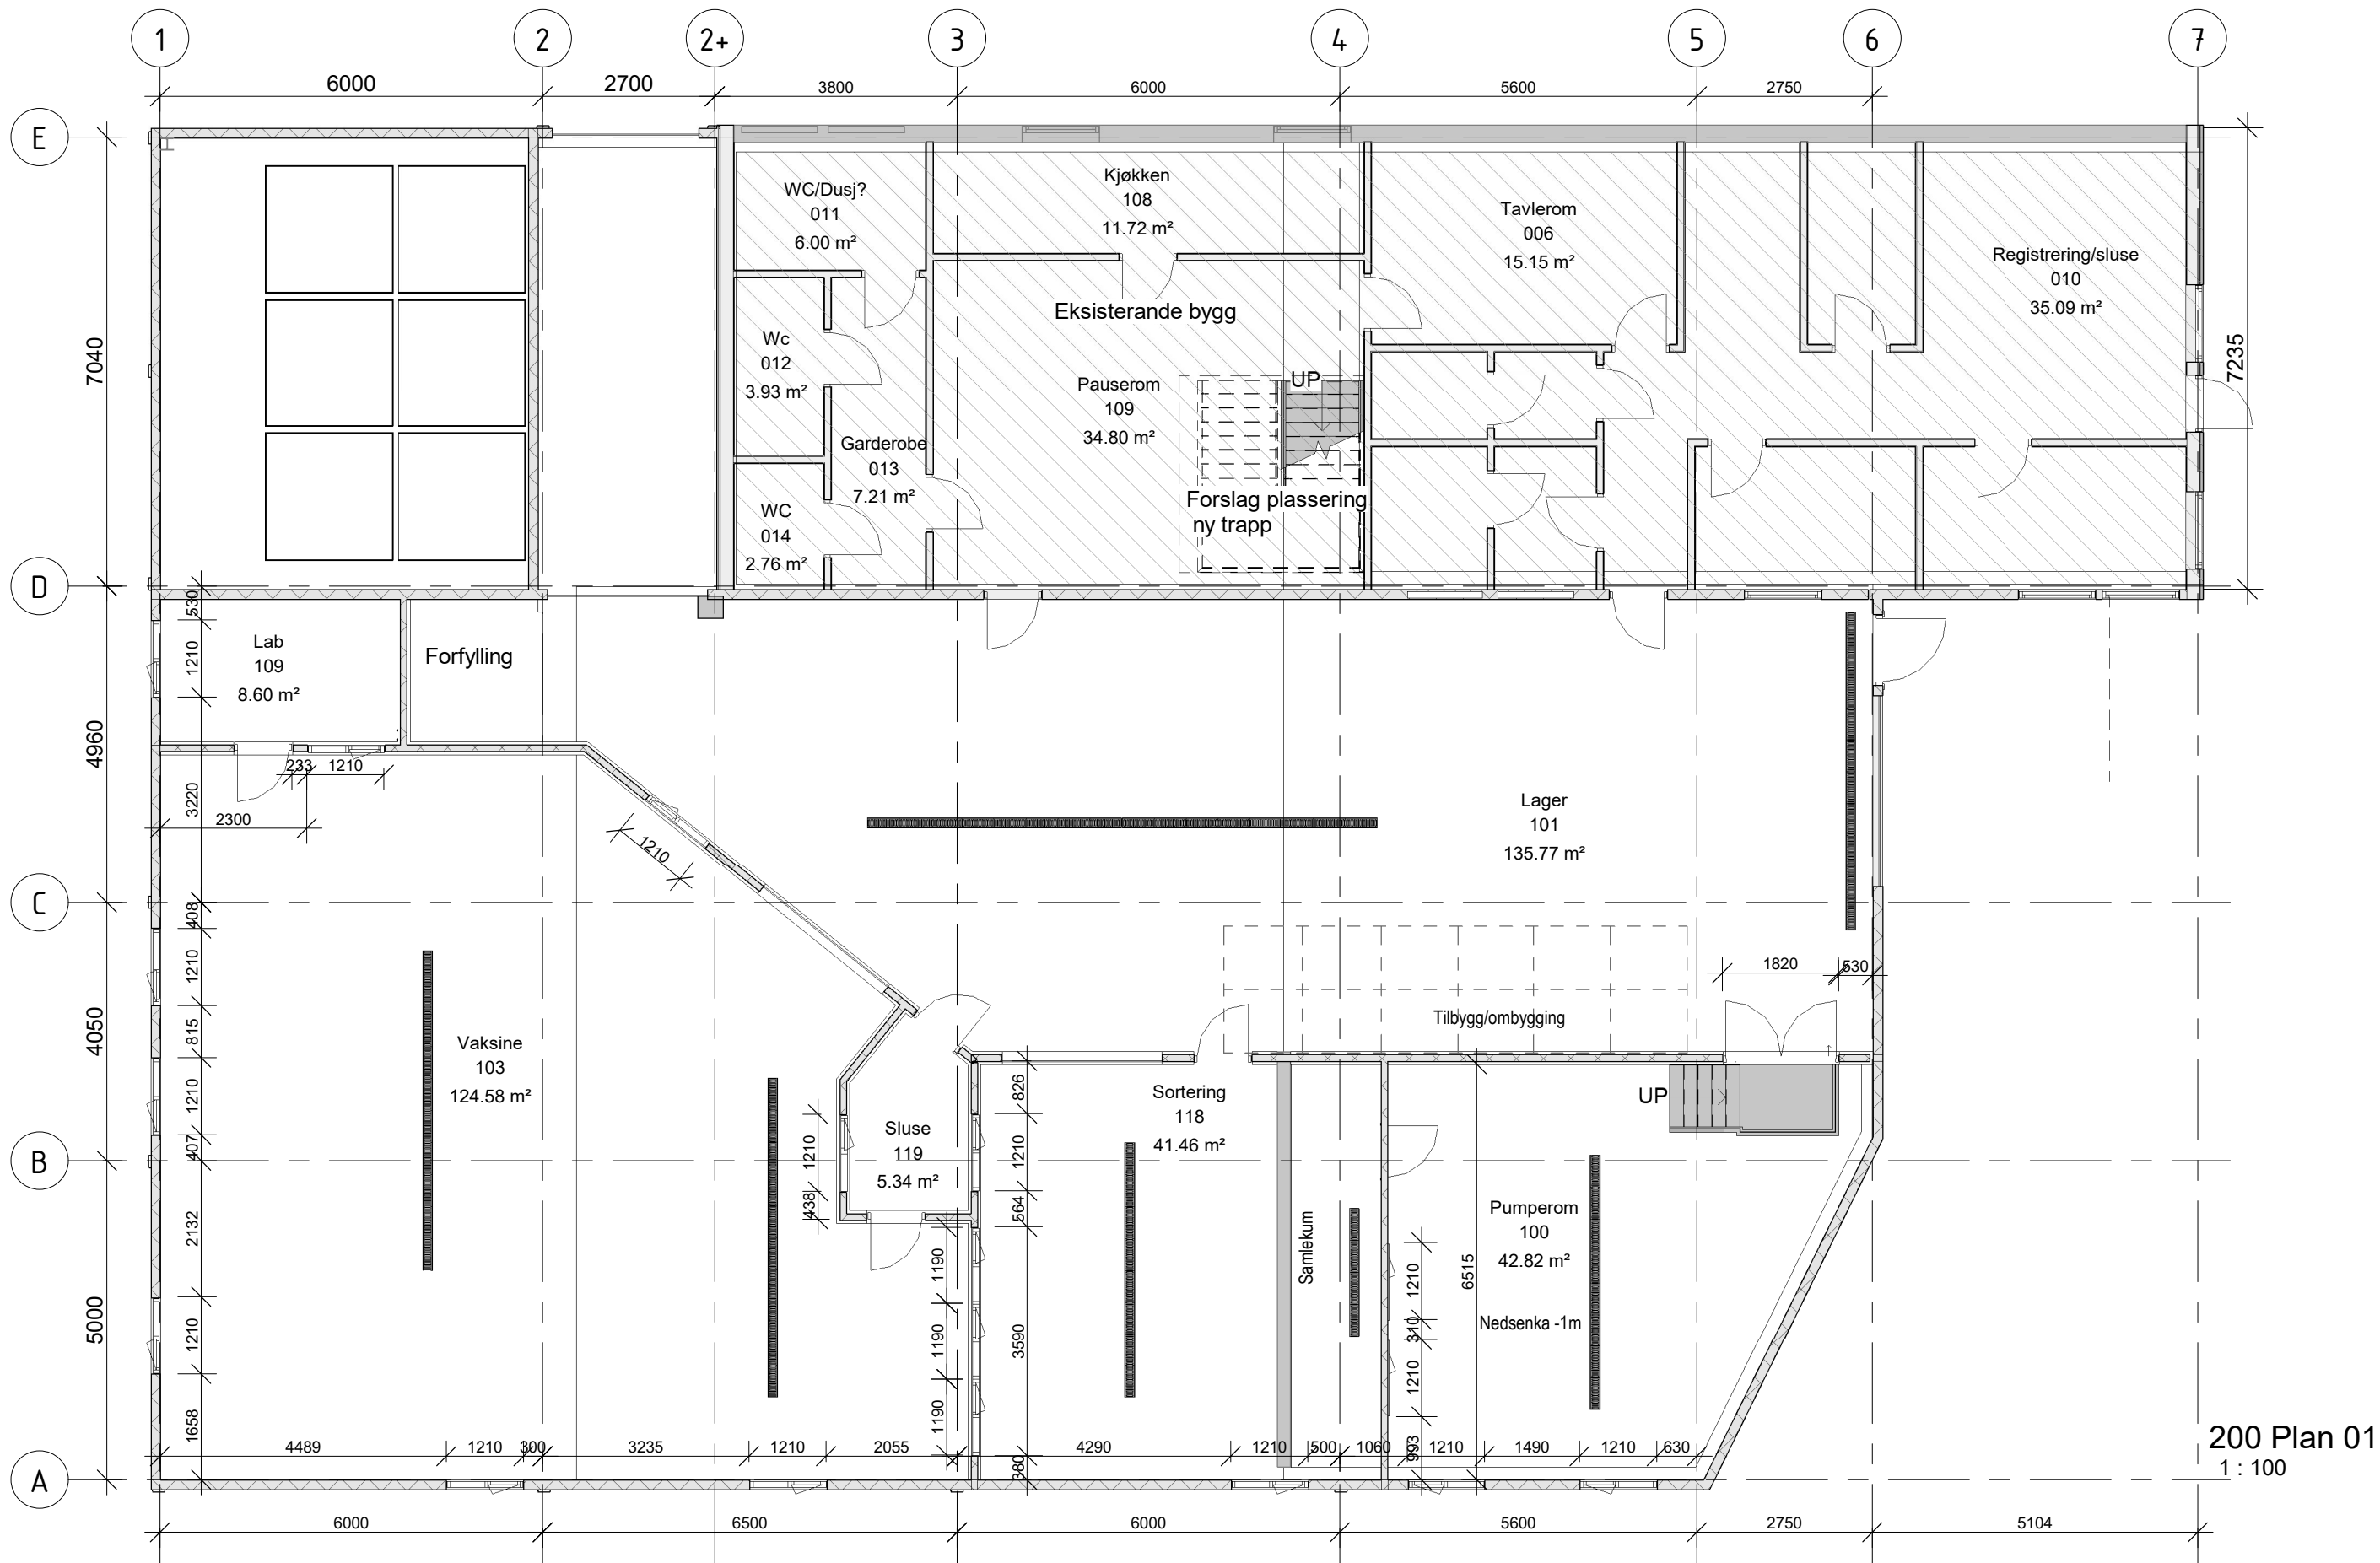 1 2 2+ 3 4 5 6 7
6000 2700 3800 6000 5600 2750
E
D
C
B
A
7040
4960
4050
5000
7235
WC/Dusj?
011
6.00 m²
Kjøkken
108
11.72 m²
Tavlerom
006
15.15 m²
Registrering/sluse
010
35.09 m²
Eksisterande bygg
Wc
012
3.93 m²
Pauserom
109
34.80 m²
UP
Garderobe
013
7.21 m²
WC
014
2.76 m²
Forslag plassering
ny trapp
Lab
109
8.60 m²
Forfylling
530
1210
3220
408
1210
815
1210
407
2132
1210
1658
233 1210
2300
1210
Lager
101
135.77 m²
1820 530
Tilbygg/ombygging
Vaksine
103
124.58 m²
Sluse
119
5.34 m²
1210
438
1190
1190
1190
826
1210
564
3590
380
Sortering
118
41.46 m²
Samlekum
UP
Pumperom
100
42.82 m²
Nedsenka -1m
6515
1210
310
1210
993
4489 1210 300 3235 1210 2055 4290 1210 500 1060 1210 1490 1210 630
6000 6500 6000 5600 2750 5104
200 Plan 01
1 : 100